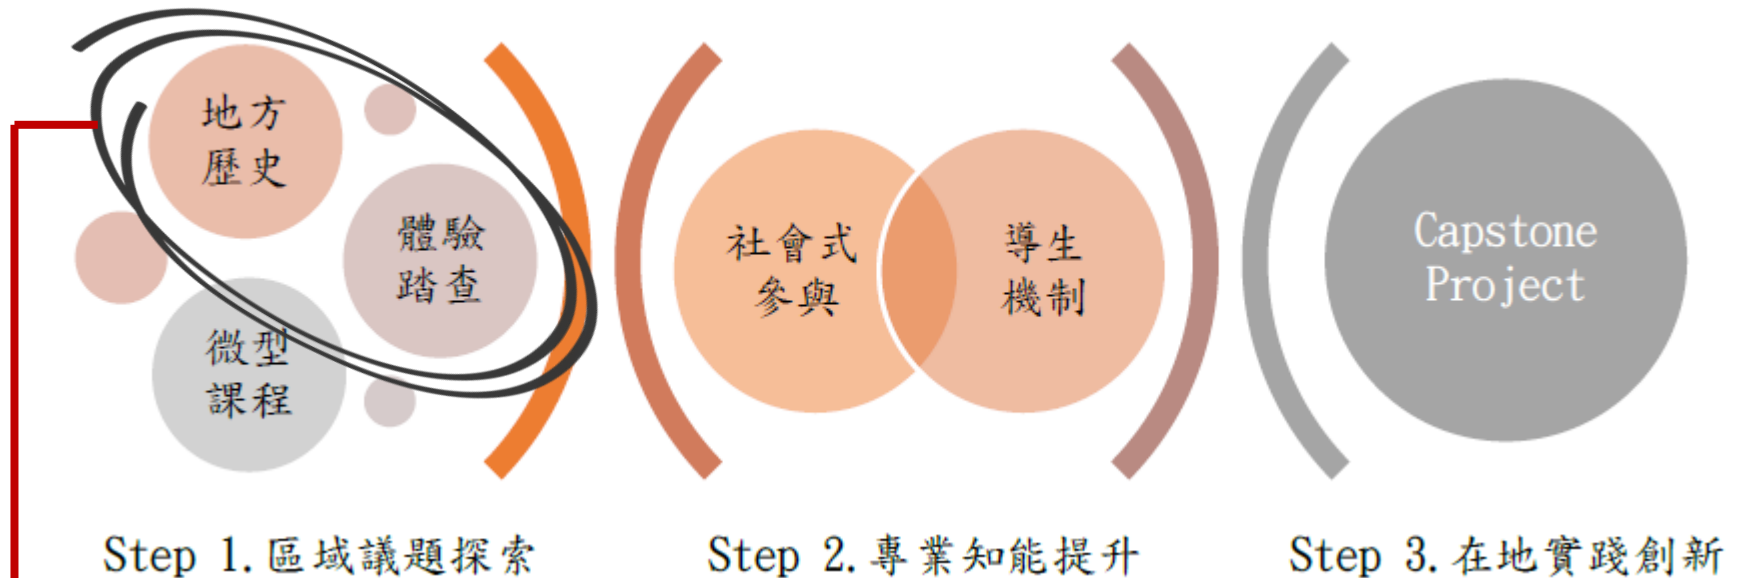 地方
歷史
體驗
踏查
微型
課程
社會式
參與
導生
機制
Capstone
Project
Step 1.區域議題探索
Step 2.專業知能提升
Step 3.在地實踐創新